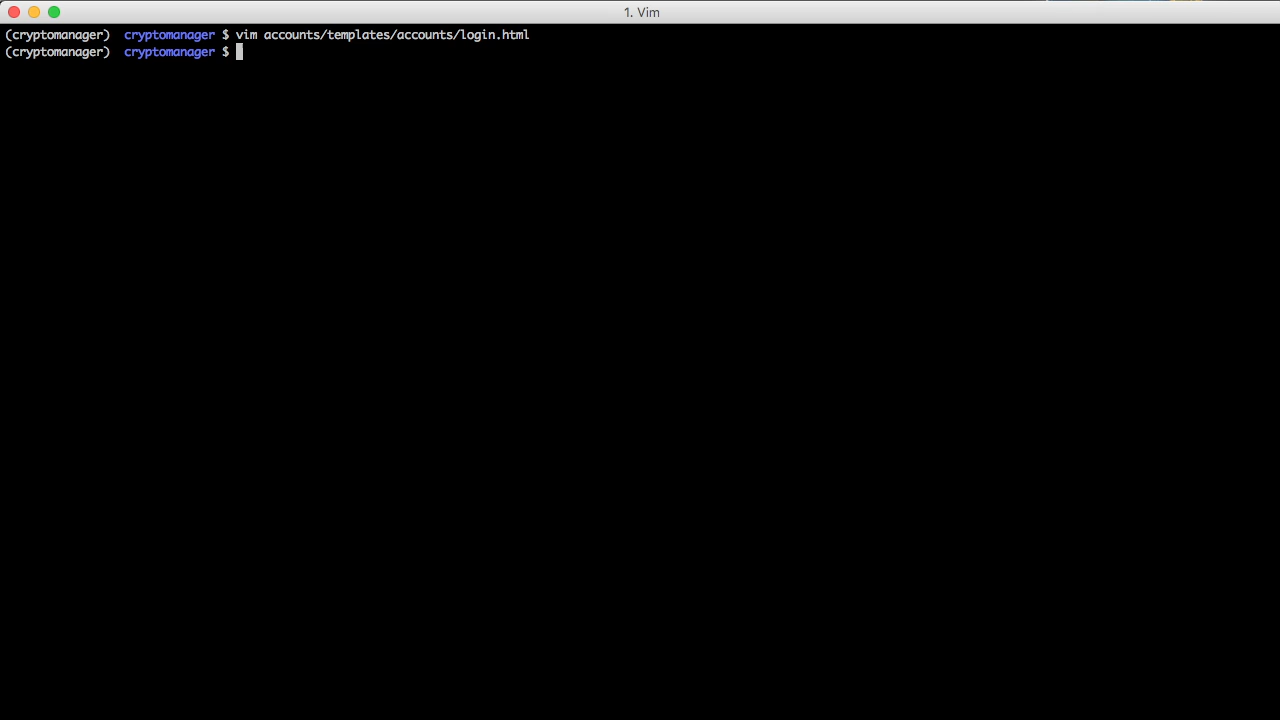 1. Vim
(cryptomanager)  cryptomanager $ vim accounts/templates/accounts/login.html
(cryptomanager)  cryptomanager $